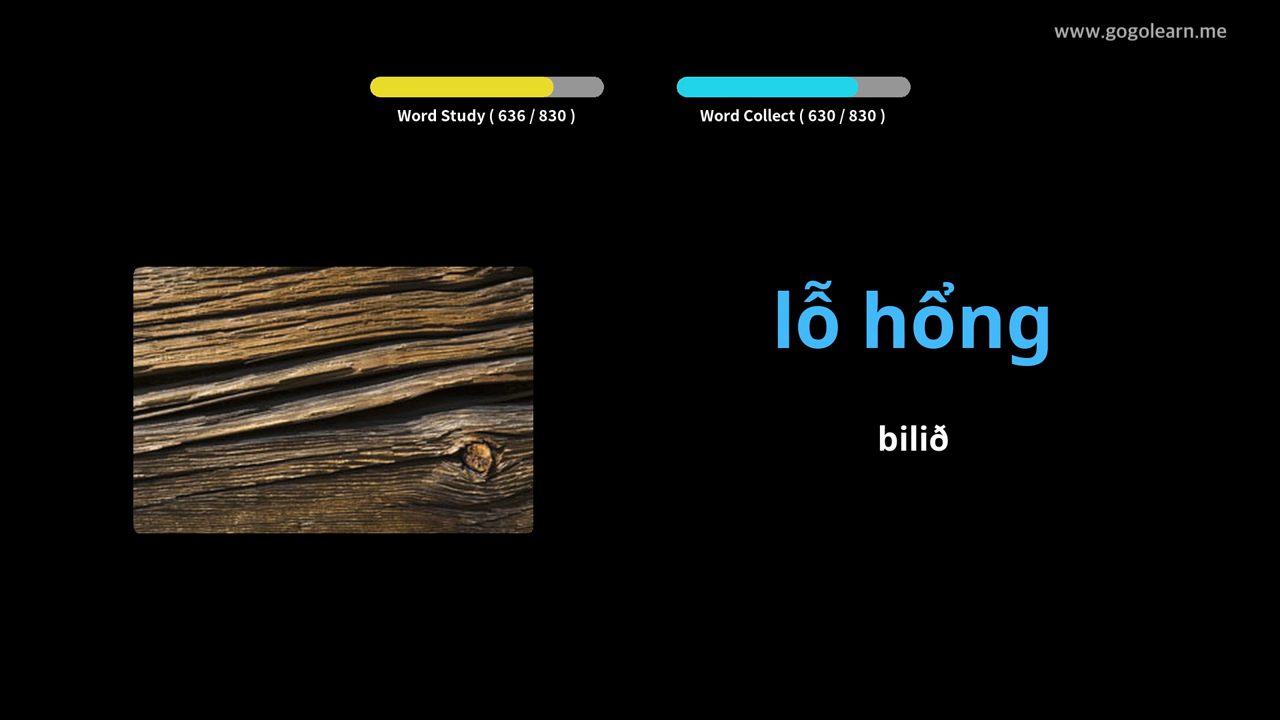 www.gogolearn.me
Word Study ( 636 / 830 )
Word Collect ( 630 / 830 )
lỗ hổng
bilið